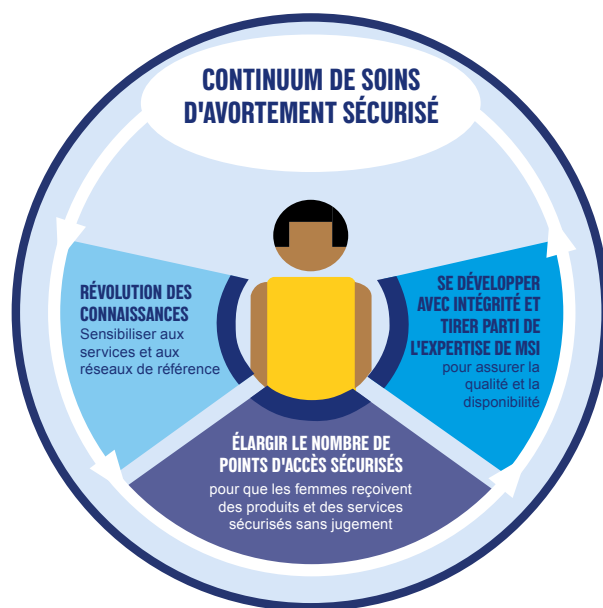 CONTINUUM DE SOINS
D'AVORTEMENT SÉCURISÉ
RÉVOLUTION DES
CONNAISSANCES
Sensibiliser aux
services et aux
réseaux de référence
ÉLARGIR LE NOMBRE DE
POINTS D'ACCÈS SÉCURISÉS
pour que les femmes reçoivent
des produits et des services
sécurisés sans jugement
SE DÉVELOPPER
AVEC INTÉGRITÉ ET
TIRER PARTI DE
L'EXPERTISE DE MSI
pour assurer la
qualité et la
disponibilité